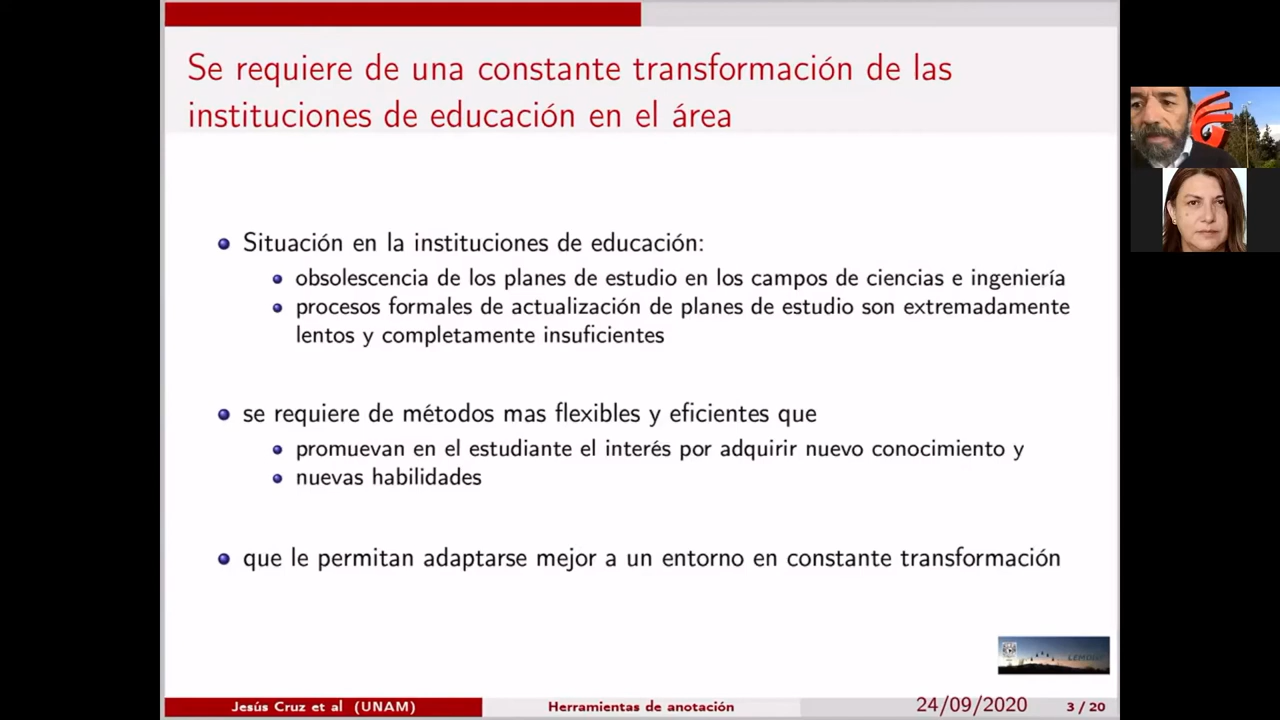 Se requiere de una constante transformación de las
instituciones de educación en el área
Situación en la instituciones de educación:
obsolescencia de los planes de estudio en los campos de ciencias e ingeniería
procesos formales de actualización de planes de estudio son extremadamente
lentos y completamente insuficientes
se requiere de métodos mas flexibles y eficientes que
promuevan en el estudiante el interés por adquirir nuevo conocimiento y
nuevas habilidades
que le permitan adaptarse mejor a un entorno en constante transformación
Jesús Cruz et al (UNAM)
Herramientas de anotación
24/09/2020
3 / 20